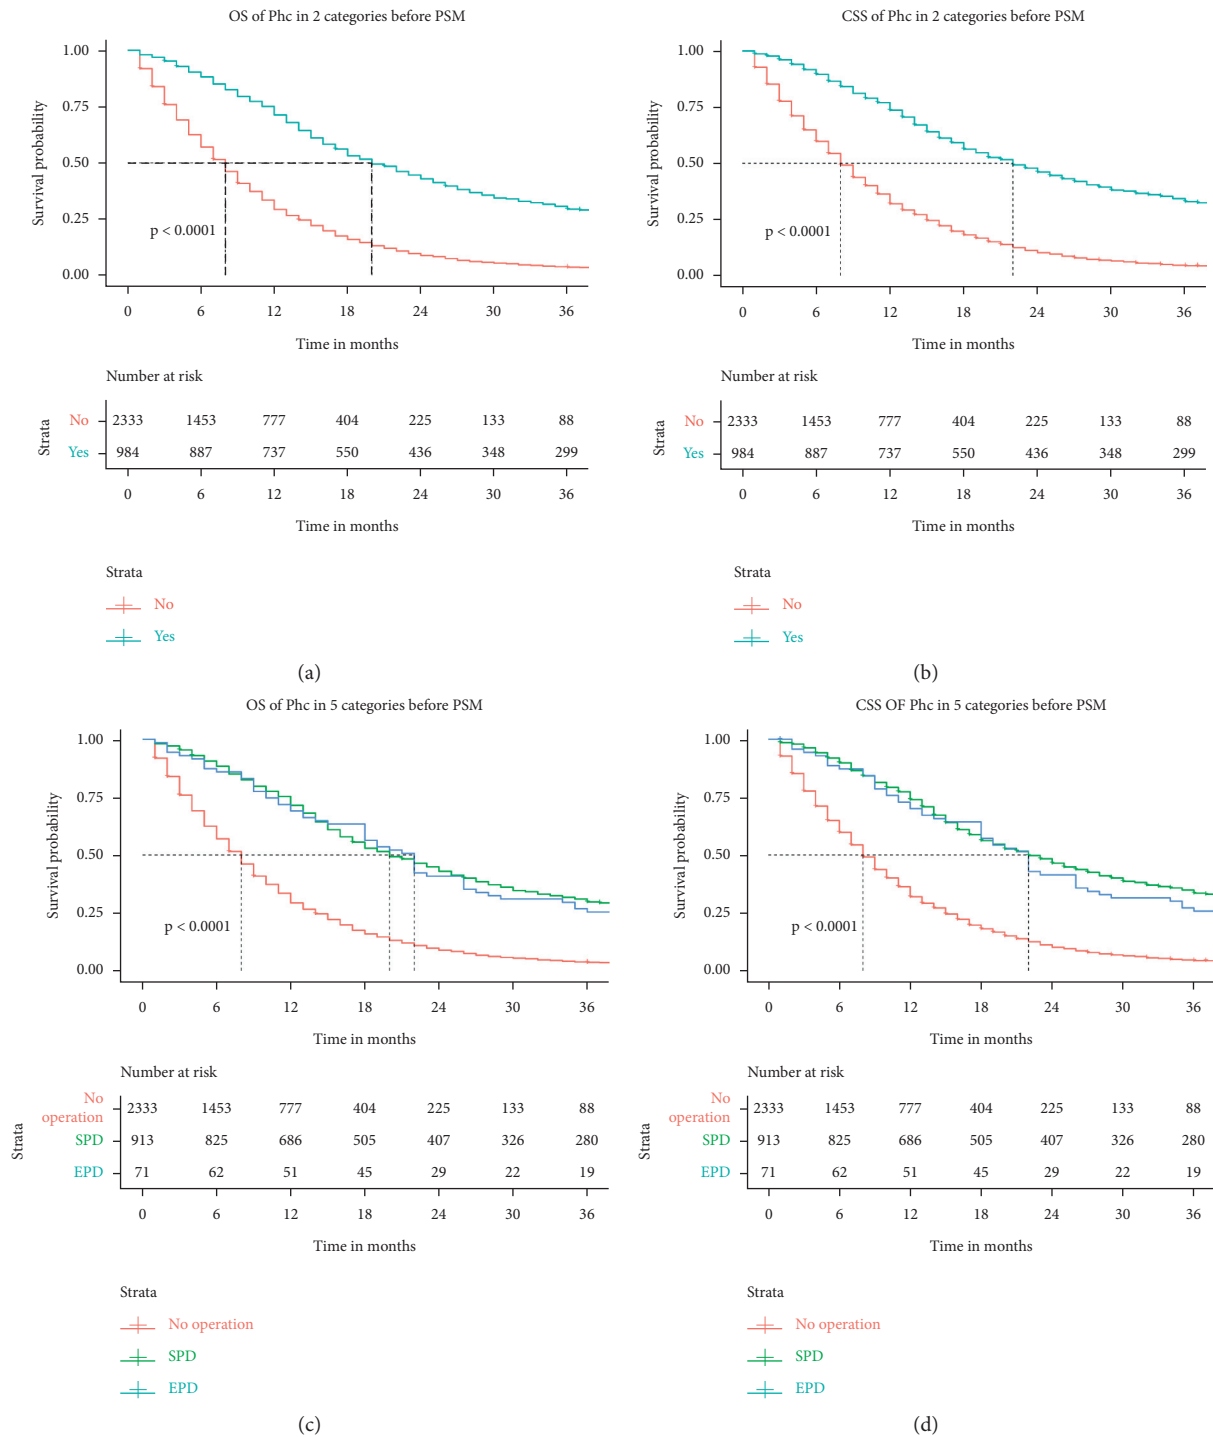 OS of Phc in 2 categories before PSM
Survival probability
1.00
0.75
0.50
0.25
0.00
p < 0.0001
0 6 12 18 24 30 36
Time in months
Number at risk
Strata
No 2333 1453 777 404 225 133 88
Yes 984 887 737 550 436 348 299
0 6 12 18 24 30 36
Time in months
Strata
No
Yes
(a)
CSS of Phc in 2 categories before PSM
Survival probability
1.00
0.75
0.50
0.25
0.00
p < 0.0001
0 6 12 18 24 30 36
Time in months
Number at risk
Strata
No 2333 1453 777 404 225 133 88
Yes 984 887 737 550 436 348 299
0 6 12 18 24 30 36
Time in months
Strata
No
Yes
(b)
OS of Phc in 5 categories before PSM
Survival probability
1.00
0.75
0.50
0.25
0.00
p < 0.0001
0 6 12 18 24 30 36
Time in months
Number at risk
Strata
No
operation 2333 1453 777 404 225 133 88
SPD 913 825 686 505 407 326 280
EPD 71 62 51 45 29 22 19
0 6 12 18 24 30 36
Time in months
Strata
No operation
SPD
EPD
(c)
CSS OF Phc in 5 categories before PSM
Survival probability
1.00
0.75
0.50
0.25
0.00
p < 0.0001
0 6 12 18 24 30 36
Time in months
Number at risk
Strata
No
operation 2333 1453 777 404 225 133 88
SPD 913 825 686 505 407 326 280
EPD 71 62 51 45 29 22 19
0 6 12 18 24 30 36
Time in months
Strata
No operation
SPD
EPD
(d)